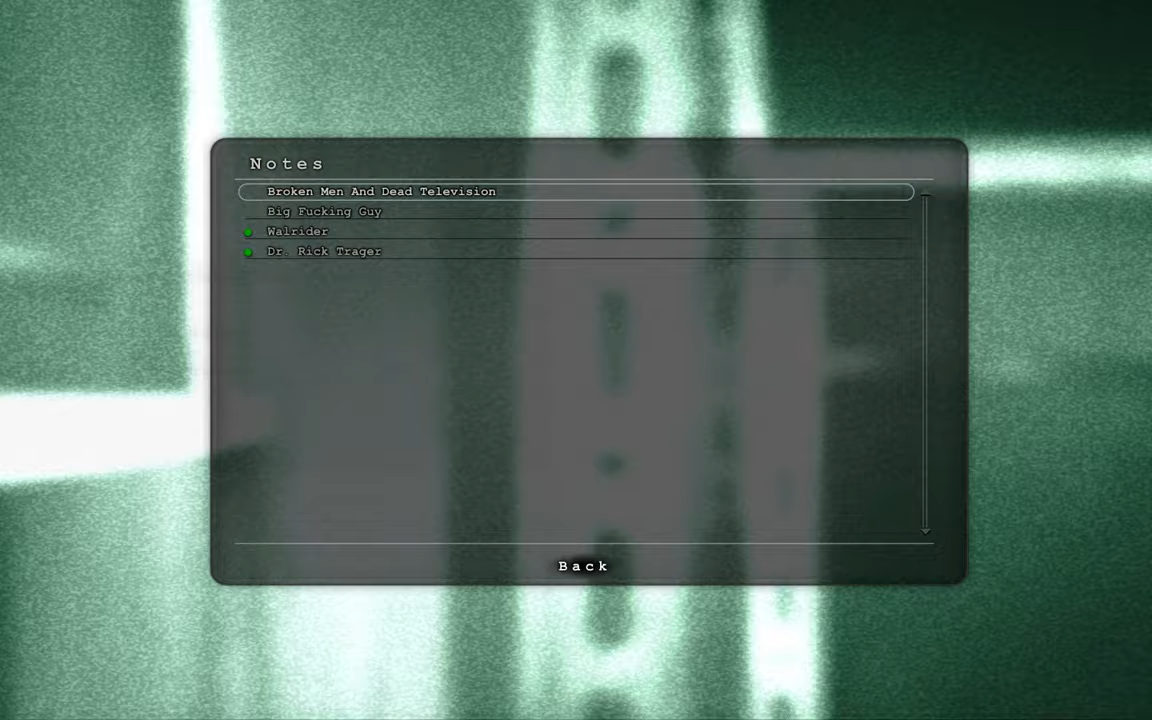 Notes
Broken Men And Dead Television
Big Fucking Guy
Walrider
Dr. Rick Trager
Back